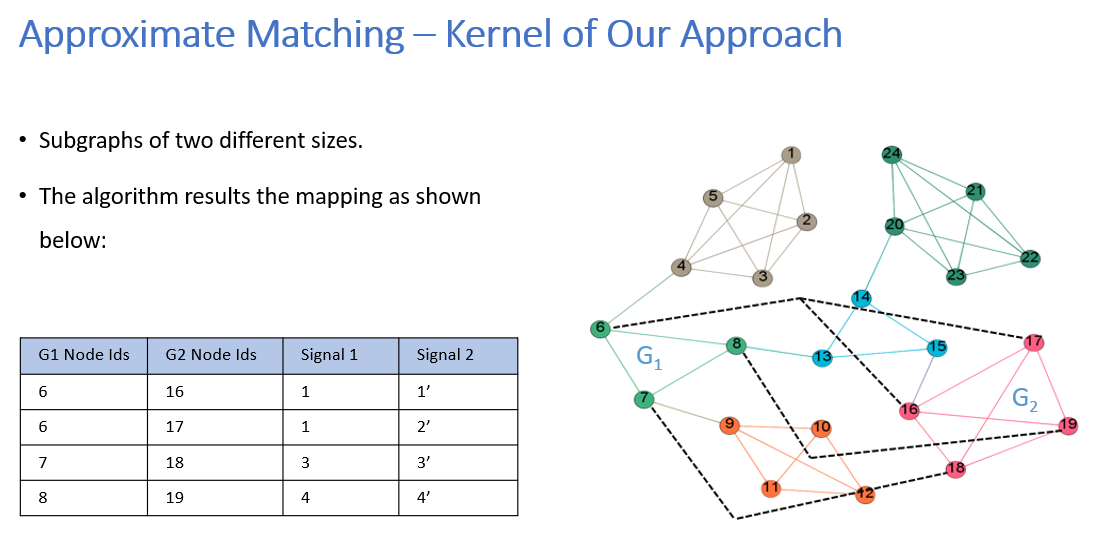 Approximate Matching – Kernel of Our Approach
• Subgraphs of two different sizes.
• The algorithm results the mapping as shown
below:
G1 Node Ids G2 Node Ids Signal 1 Signal 2
6 16 1 1′
6 17 1 2′
7 18 3 3′
8 19 4 4′
1
24
5
21
2
20
4
3
22
23
14
6
8
17
G₁
13
15
7
G₂
16
9
10
19
18
11
12